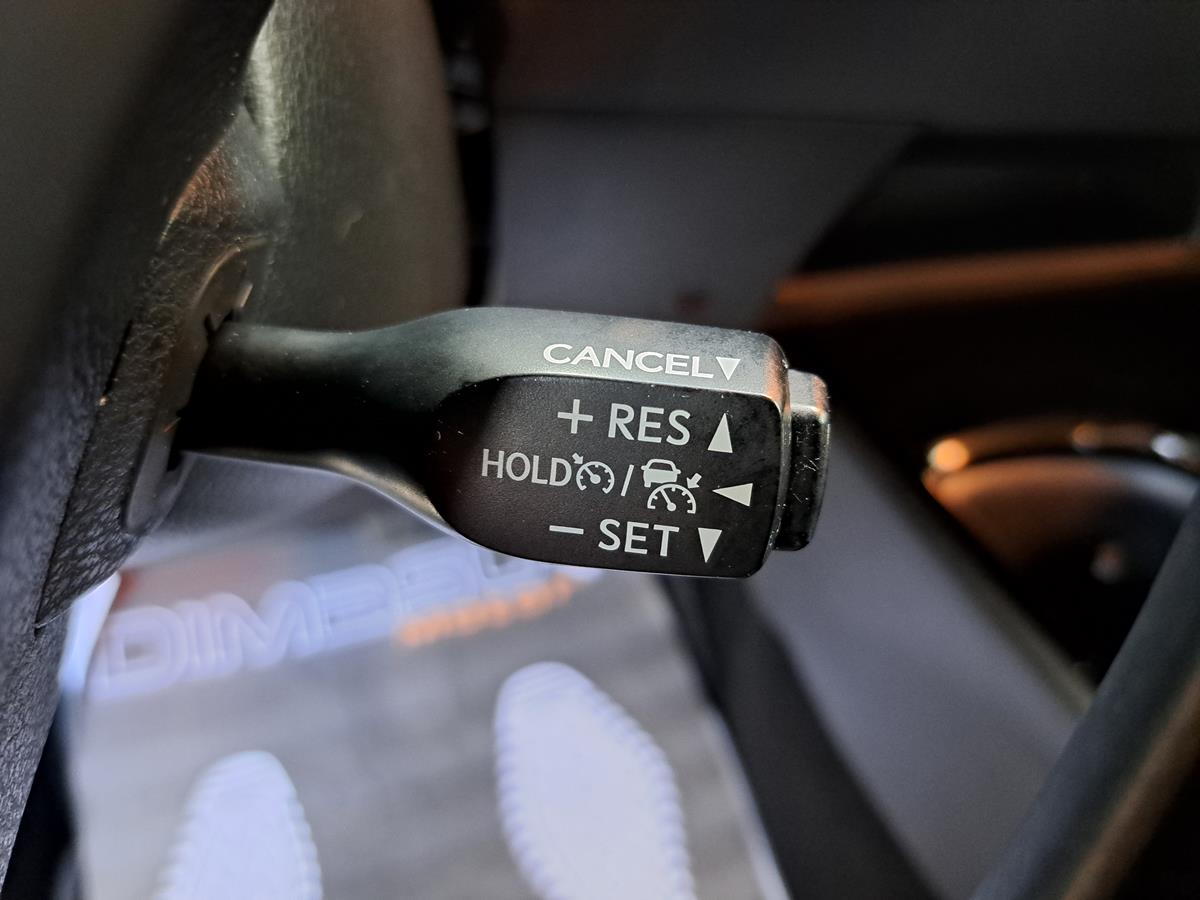 CANCEL
+ RES
HOLD /
− SET